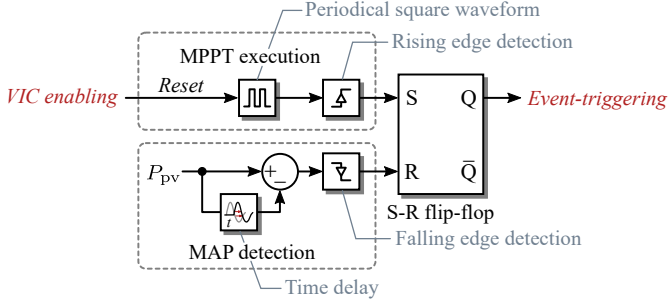 Periodical square waveform
Rising edge detection
MPPT execution
VIC enabling
Reset
S
Q
Event-triggering
P_pv
+
−
R
Q̄
t
S-R flip-flop
MAP detection
Falling edge detection
Time delay